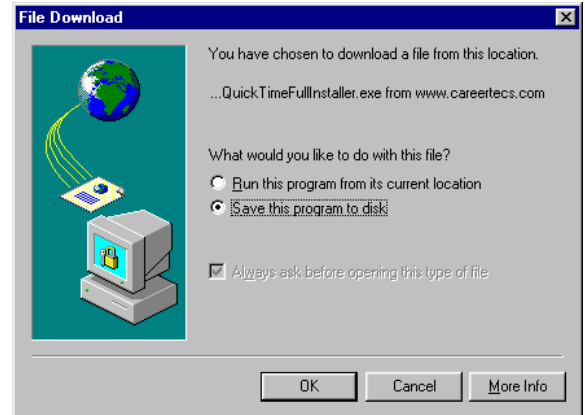 File Download
You have chosen to download a file from this location.
...QuickTimeFullInstaller.exe from www.careertecs.com
What would you like to do with this file?
Run this program from its current location
Save this program to disk
Always ask before opening this type of file
OK
Cancel
More Info